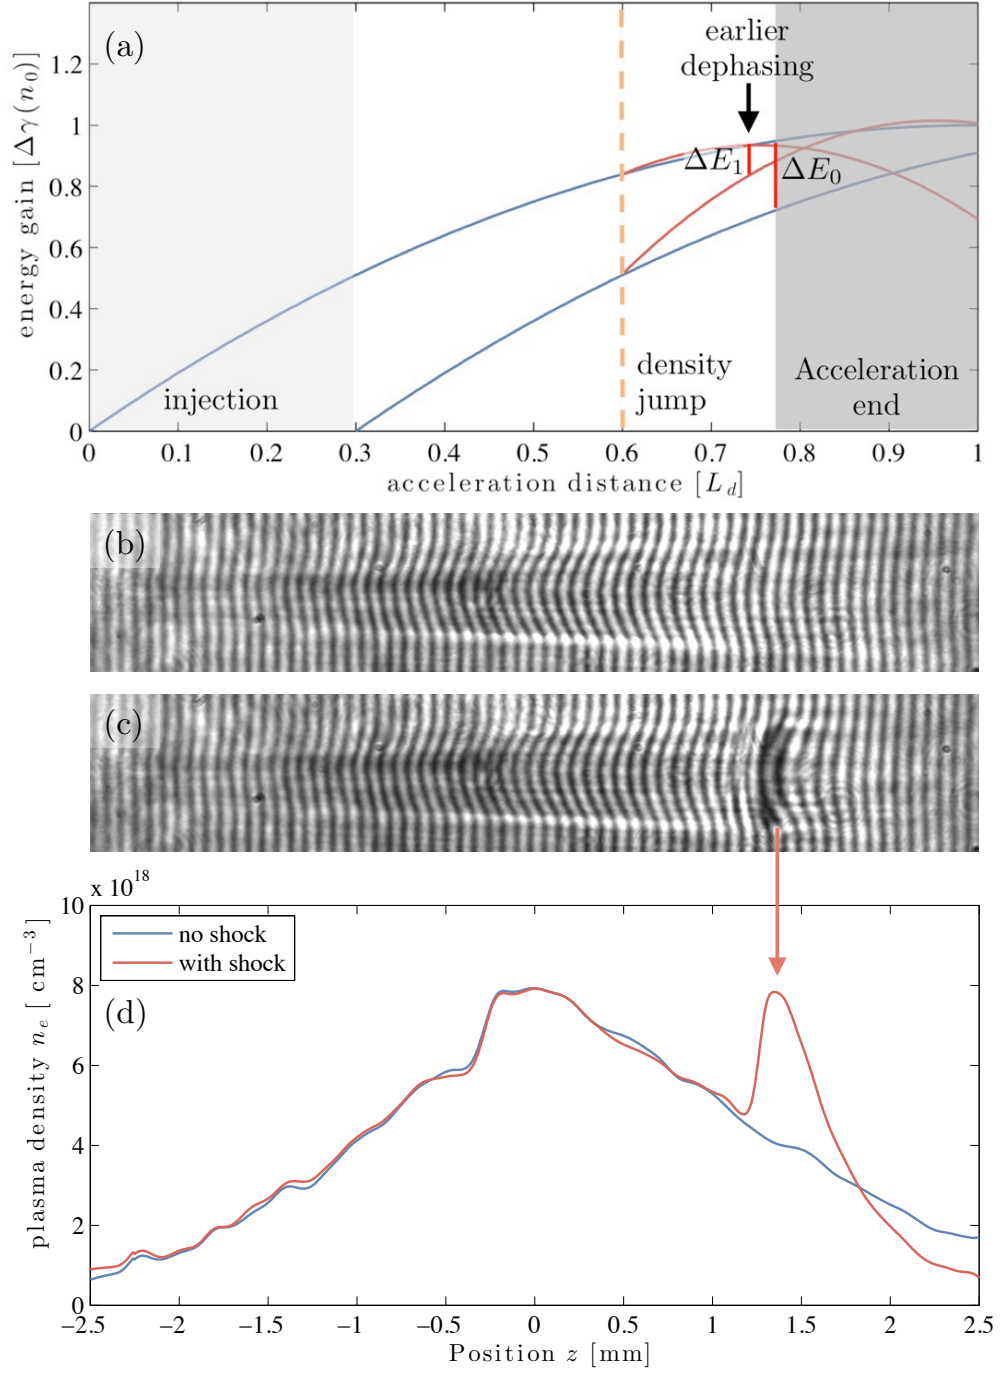 (a)
energy gain [Δγ(n₀)]
1.2
1
0.8
0.6
0.4
0.2
0
earlier
dephasing
ΔE₁
ΔE₀
injection
density
jump
Acceleration
end
0 0.1 0.2 0.3 0.4 0.5 0.6 0.7 0.8 0.9 1
acceleration distance [L_d]
(b)
(c)
x 10¹⁸
plasma density nₑ [ cm⁻³]
10
8
6
4
2
0
no shock
with shock
(d)
−2.5 −2 −1.5 −1 −0.5 0 0.5 1 1.5 2 2.5
Position z [mm]